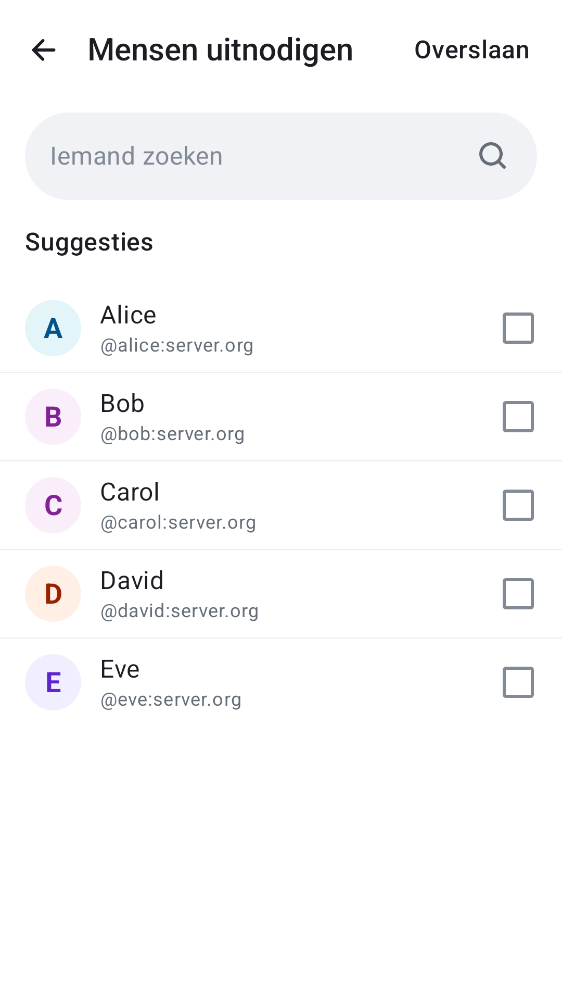 Mensen uitnodigen
Overslaan
Iemand zoeken
Suggesties
A
Alice
@alice:server.org
B
Bob
@bob:server.org
C
Carol
@carol:server.org
D
David
@david:server.org
E
Eve
@eve:server.org